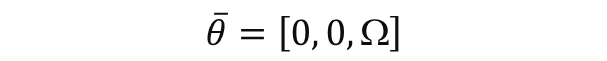 θ̄ = [0, 0, Ω]